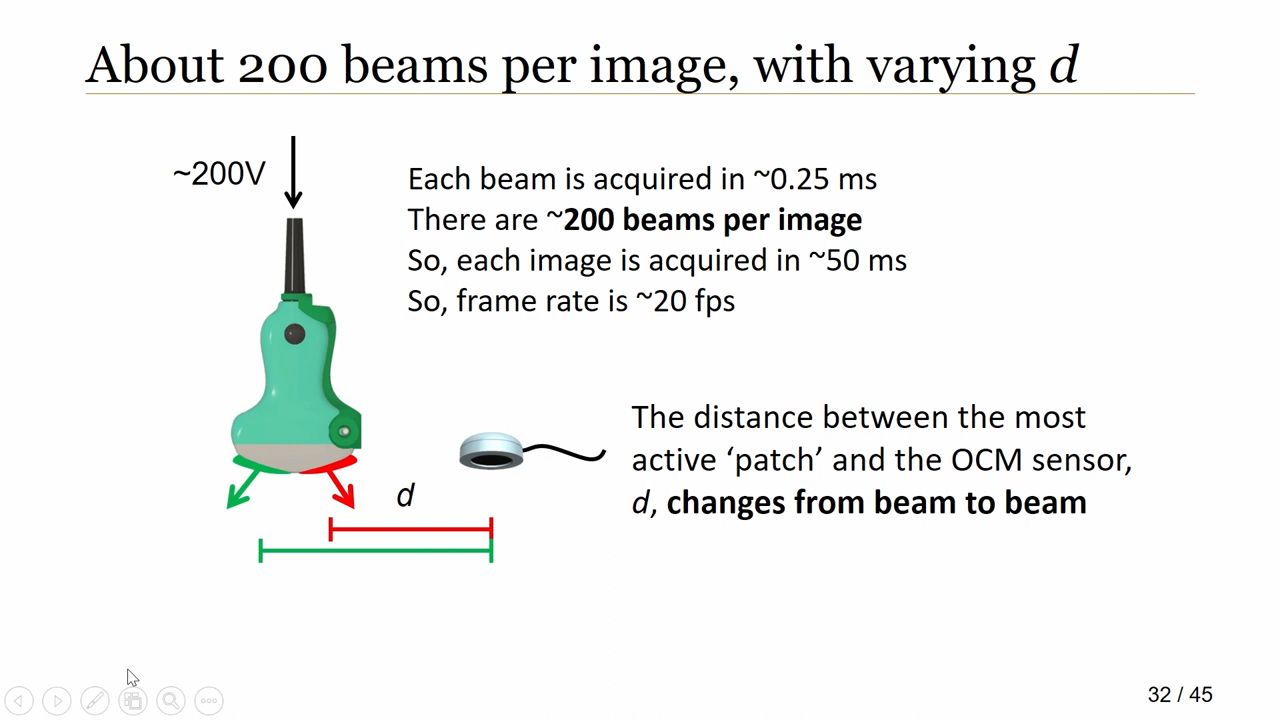 About 200 beams per image, with varying d
~200V
Each beam is acquired in ~0.25 ms
There are ~200 beams per image
So, each image is acquired in ~50 ms
So, frame rate is ~20 fps
The distance between the most
active ‘patch’ and the OCM sensor,
d, changes from beam to beam
d
32 / 45